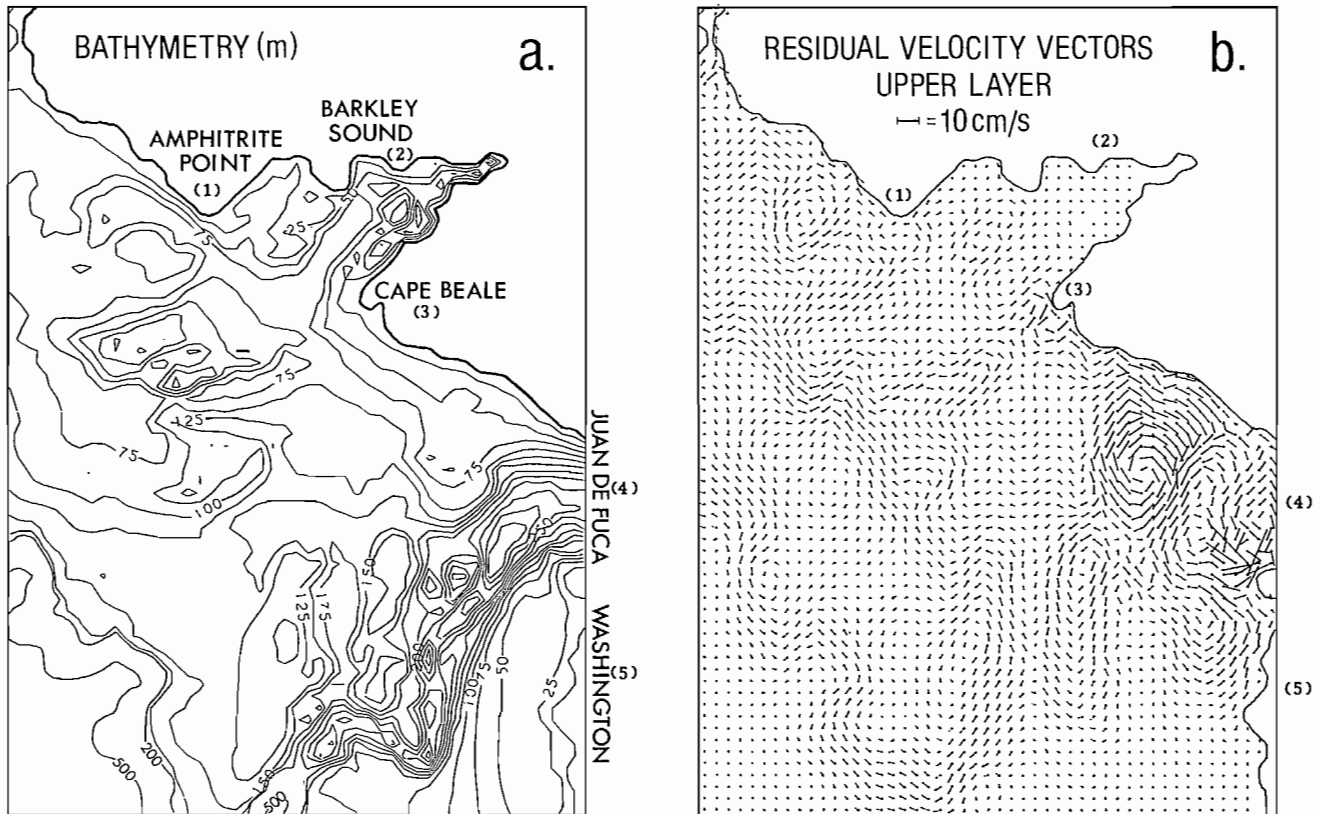 BATHYMETRY (m)
a.
AMPHITRITE
POINT
(1)
BARKLEY
SOUND
(2)
CAPE BEALE
(3)
JUAN DE FUCA
(4)
WASHINGTON
(5)
50
75
25
75
125
75
75
100
150
150
125
175
200
100
75
50
25
200
500
150
500
RESIDUAL VELOCITY VECTORS
UPPER LAYER
= 10 cm/s
b.
(1)
(2)
(3)
(4)
(5)